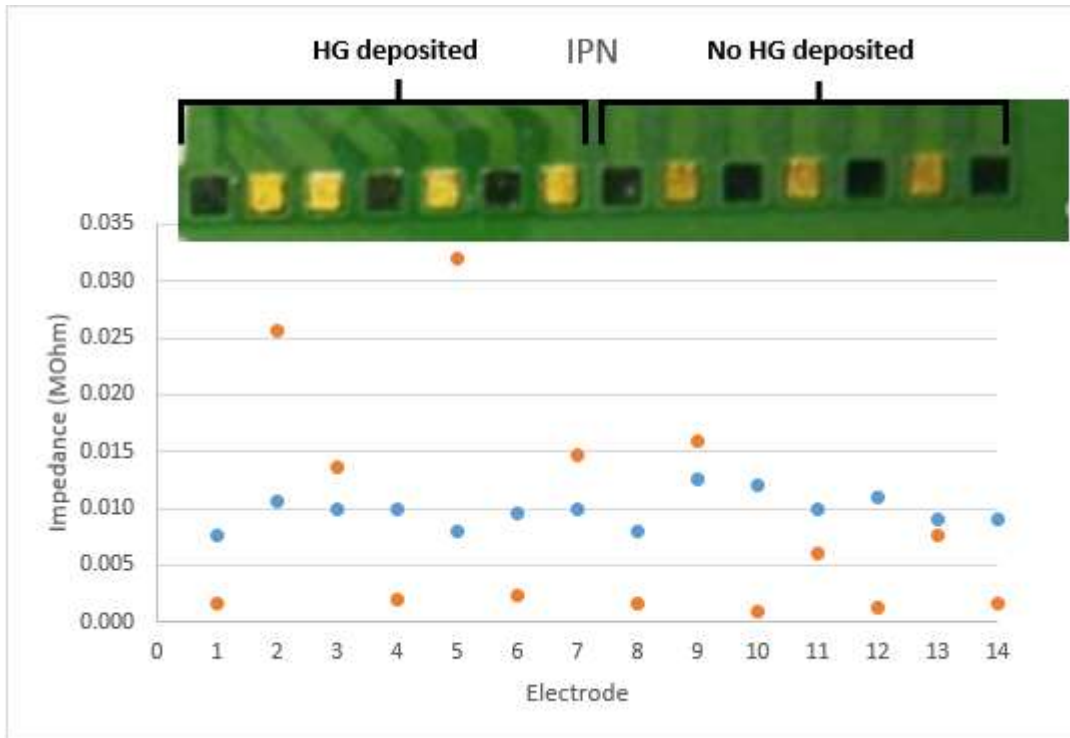 HG deposited IPN No HG deposited
0.035
0.030
0.025
0.020
0.015
0.010
0.005
0.000
Impedance (MOhm)
0 1 2 3 4 5 6 7 8 9 10 11 12 13 14
Electrode